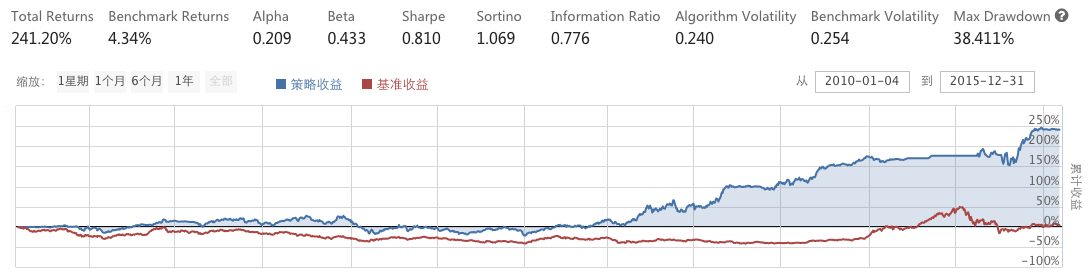 Total Returns Benchmark Returns Alpha Beta Sharpe Sortino Information Ratio Algorithm Volatility Benchmark Volatility Max Drawdown ?
241.20% 4.34% 0.209 0.433 0.810 1.069 0.776 0.240 0.254 38.411%
缩放: 1星期 1个月 6个月 1年 全部 策略收益 基准收益 从 2010-01-04 到 2015-12-31
250%
200%
150%
100%
50%
0%
-50%
-100%
累计收益